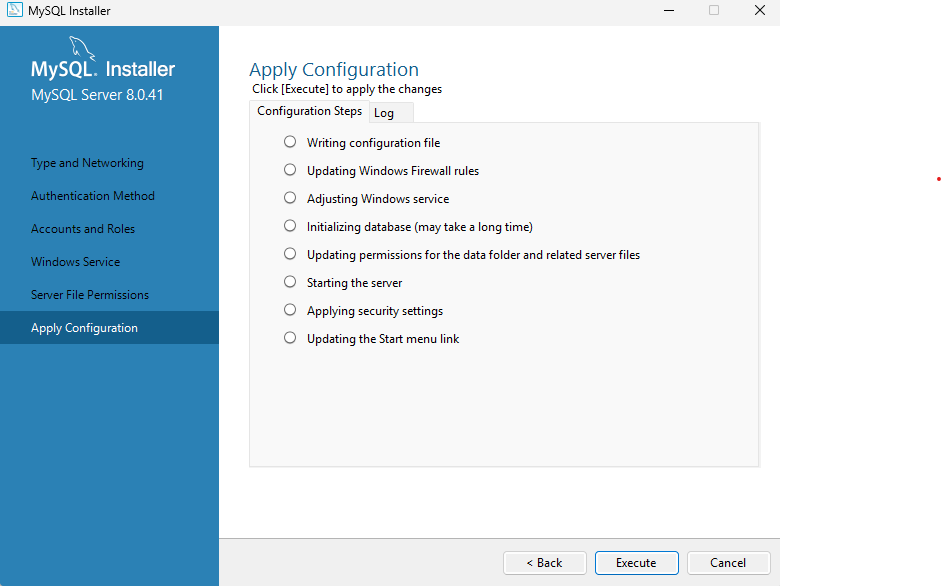 MySQL Installer
MySQL. Installer
MySQL Server 8.0.41
Type and Networking
Authentication Method
Accounts and Roles
Windows Service
Server File Permissions
Apply Configuration
Apply Configuration
Click [Execute] to apply the changes
Configuration Steps Log
Writing configuration file
Updating Windows Firewall rules
Adjusting Windows service
Initializing database (may take a long time)
Updating permissions for the data folder and related server files
Starting the server
Applying security settings
Updating the Start menu link
< Back Execute Cancel